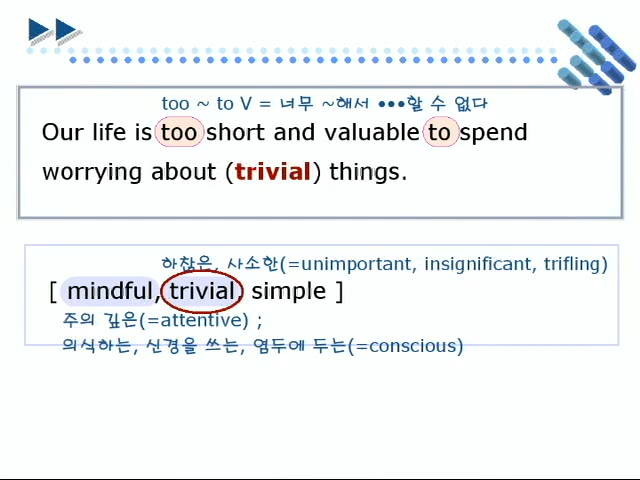 too ~ to V = 너무 ~해서 •••할 수 없다
Our life is too short and valuable to spend
worrying about (trivial) things.
하찮은, 사소한(=unimportant, insignificant, trifling)
[ mindful, trivial, simple ]
주의 깊은(=attentive) ;
의식하는, 신경을 쓰는, 염두에 두는(=conscious)